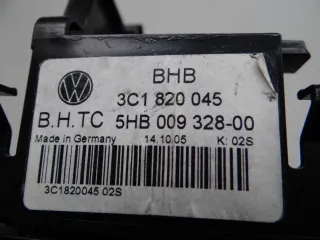 BHB
3C1 820 045
B.H.TC 5HB 009 328-00
Made in Germany 14.10.05 K: 02S
3C1820045 02S